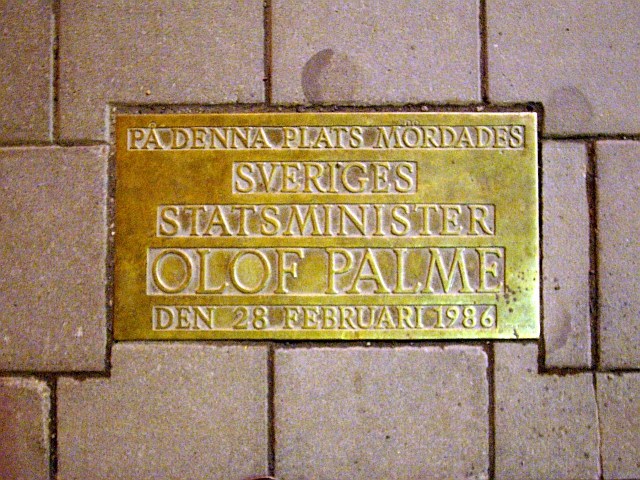 PÅ DENNA PLATS MÖRDADES
SVERIGES
STATSMINISTER
OLOF PALME
DEN 28 FEBRUARI 1986